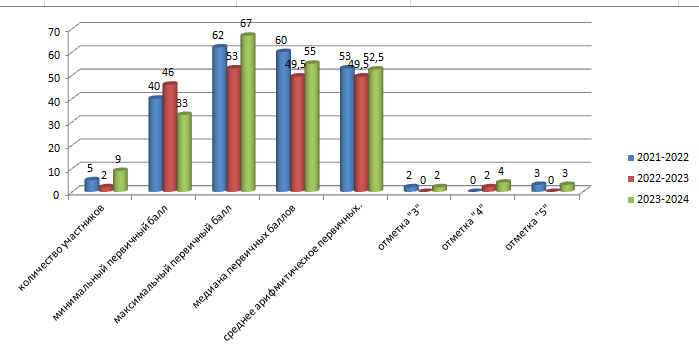 70
60
50
40
30
20
10
0
5 2 9
40 46 33
62 53 67
60 49,5 55
53 49,5 52,5
2 0 2
0 2 4
3 0 3
количество участников
минимальный первичный балл
максимальный первичный балл
медиана первичных баллов
среднее арифмитическое первичных..
отметка "3"
отметка "4"
отметка "5"
2021-2022
2022-2023
2023-2024